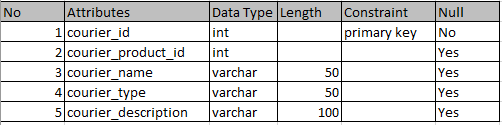 No Attributes Data Type Length Constraint Null
1 courier_id int primary key No
2 courier_product_id int Yes
3 courier_name varchar 50 Yes
4 courier_type varchar 50 Yes
5 courier_description varchar 100 Yes